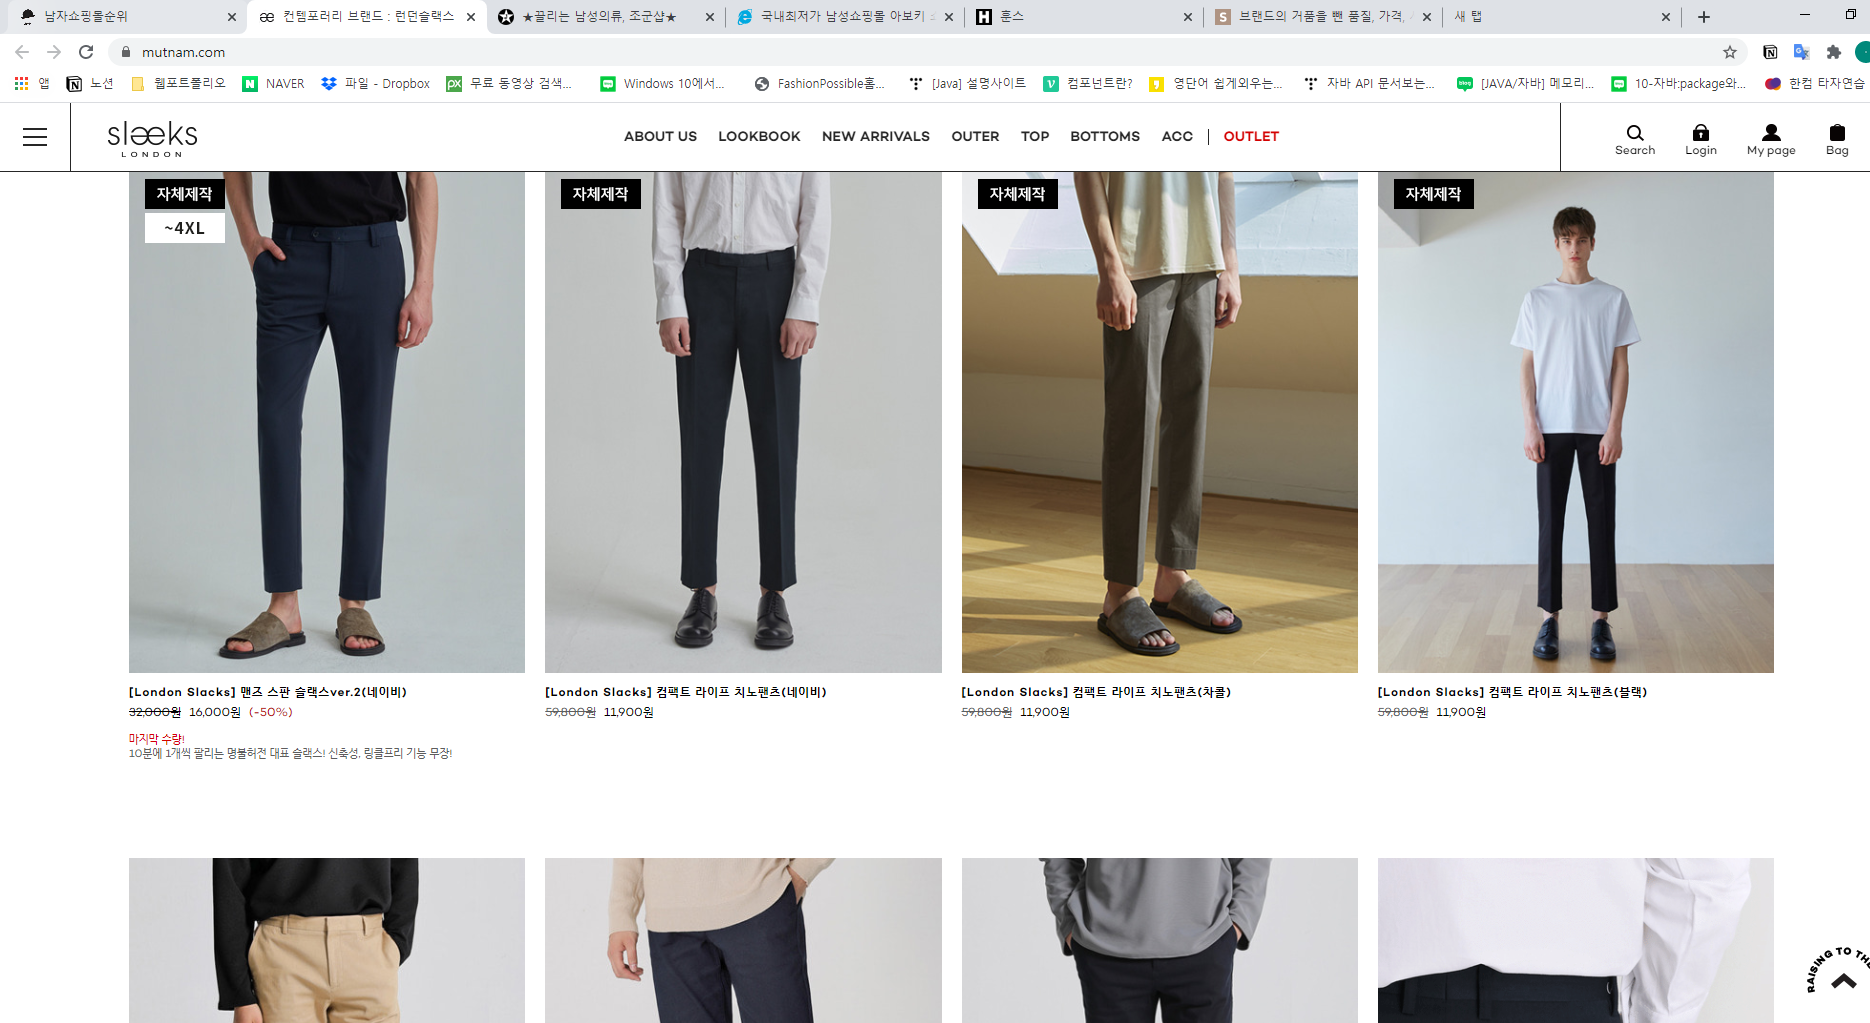 남자쇼핑몰순위
컨템포러리 브랜드 : 런던슬랙스
★끌리는 남성의류, 조군샵★
국내최저가 남성쇼핑몰 아보키
훈스
브랜드의 거품을 뺀 품질, 가격,
새 탭
mutnam.com
앱
노션
웹포트폴리오
NAVER
파일 - Dropbox
무료 동영상 검색...
Windows 10에서...
FashionPossible홈...
[Java] 설명사이트
컴포넌트란?
영단어 쉽게외우는...
자바 API 문서보는...
[JAVA/자바] 메모리...
10-자바:package와...
한컴 타자연습
slæeks
LONDON
ABOUT US
LOOKBOOK
NEW ARRIVALS
OUTER
TOP
BOTTOMS
ACC
OUTLET
Search
Login
My page
Bag
자체제작
~4XL
자체제작
자체제작
자체제작
[London Slacks] 맨즈 스판 슬랙스ver.2(네이비)
32,000원 16,000원 (-50%)
마지막 수량!
10분에 1개씩 팔리는 명불허전 대표 슬랙스! 신축성, 링클프리 기능 무장!
[London Slacks] 컴팩트 라이프 치노팬츠(네이비)
59,800원 11,900원
[London Slacks] 컴팩트 라이프 치노팬츠(차콜)
59,800원 11,900원
[London Slacks] 컴팩트 라이프 치노팬츠(블랙)
59,800원 11,900원
RAISING TO THE